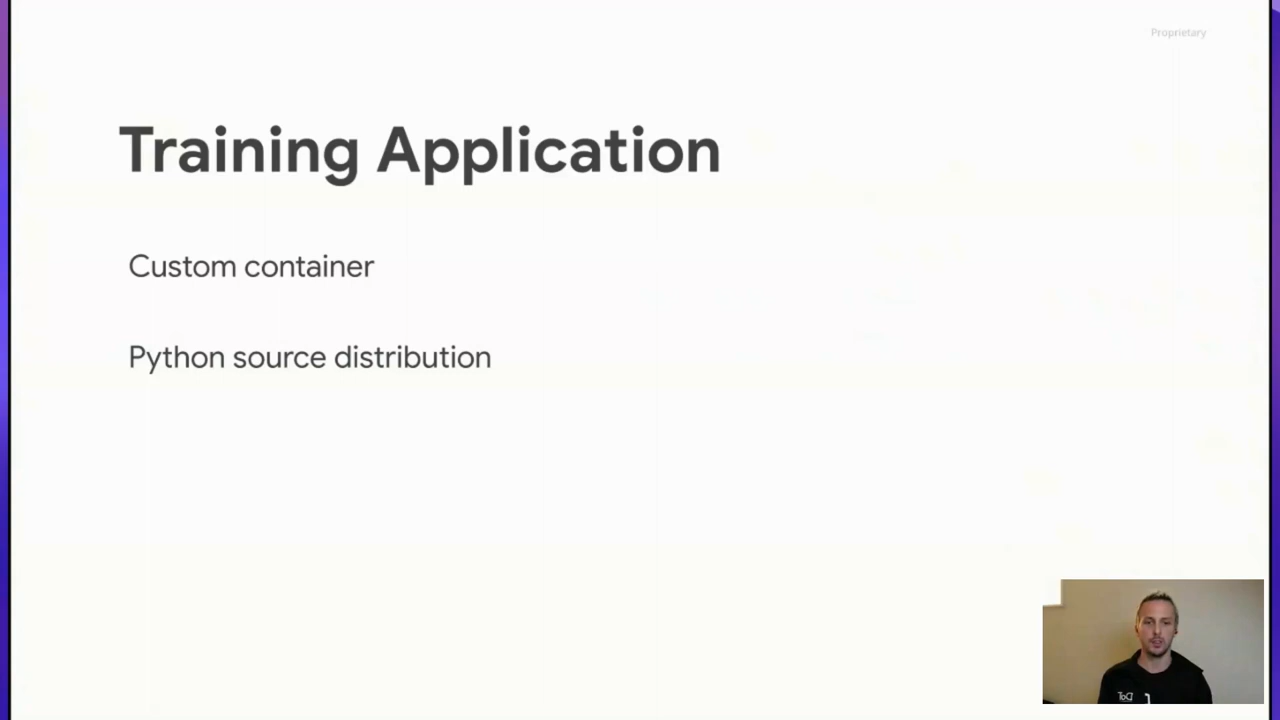 Proprietary
Training Application
Custom container
Python source distribution